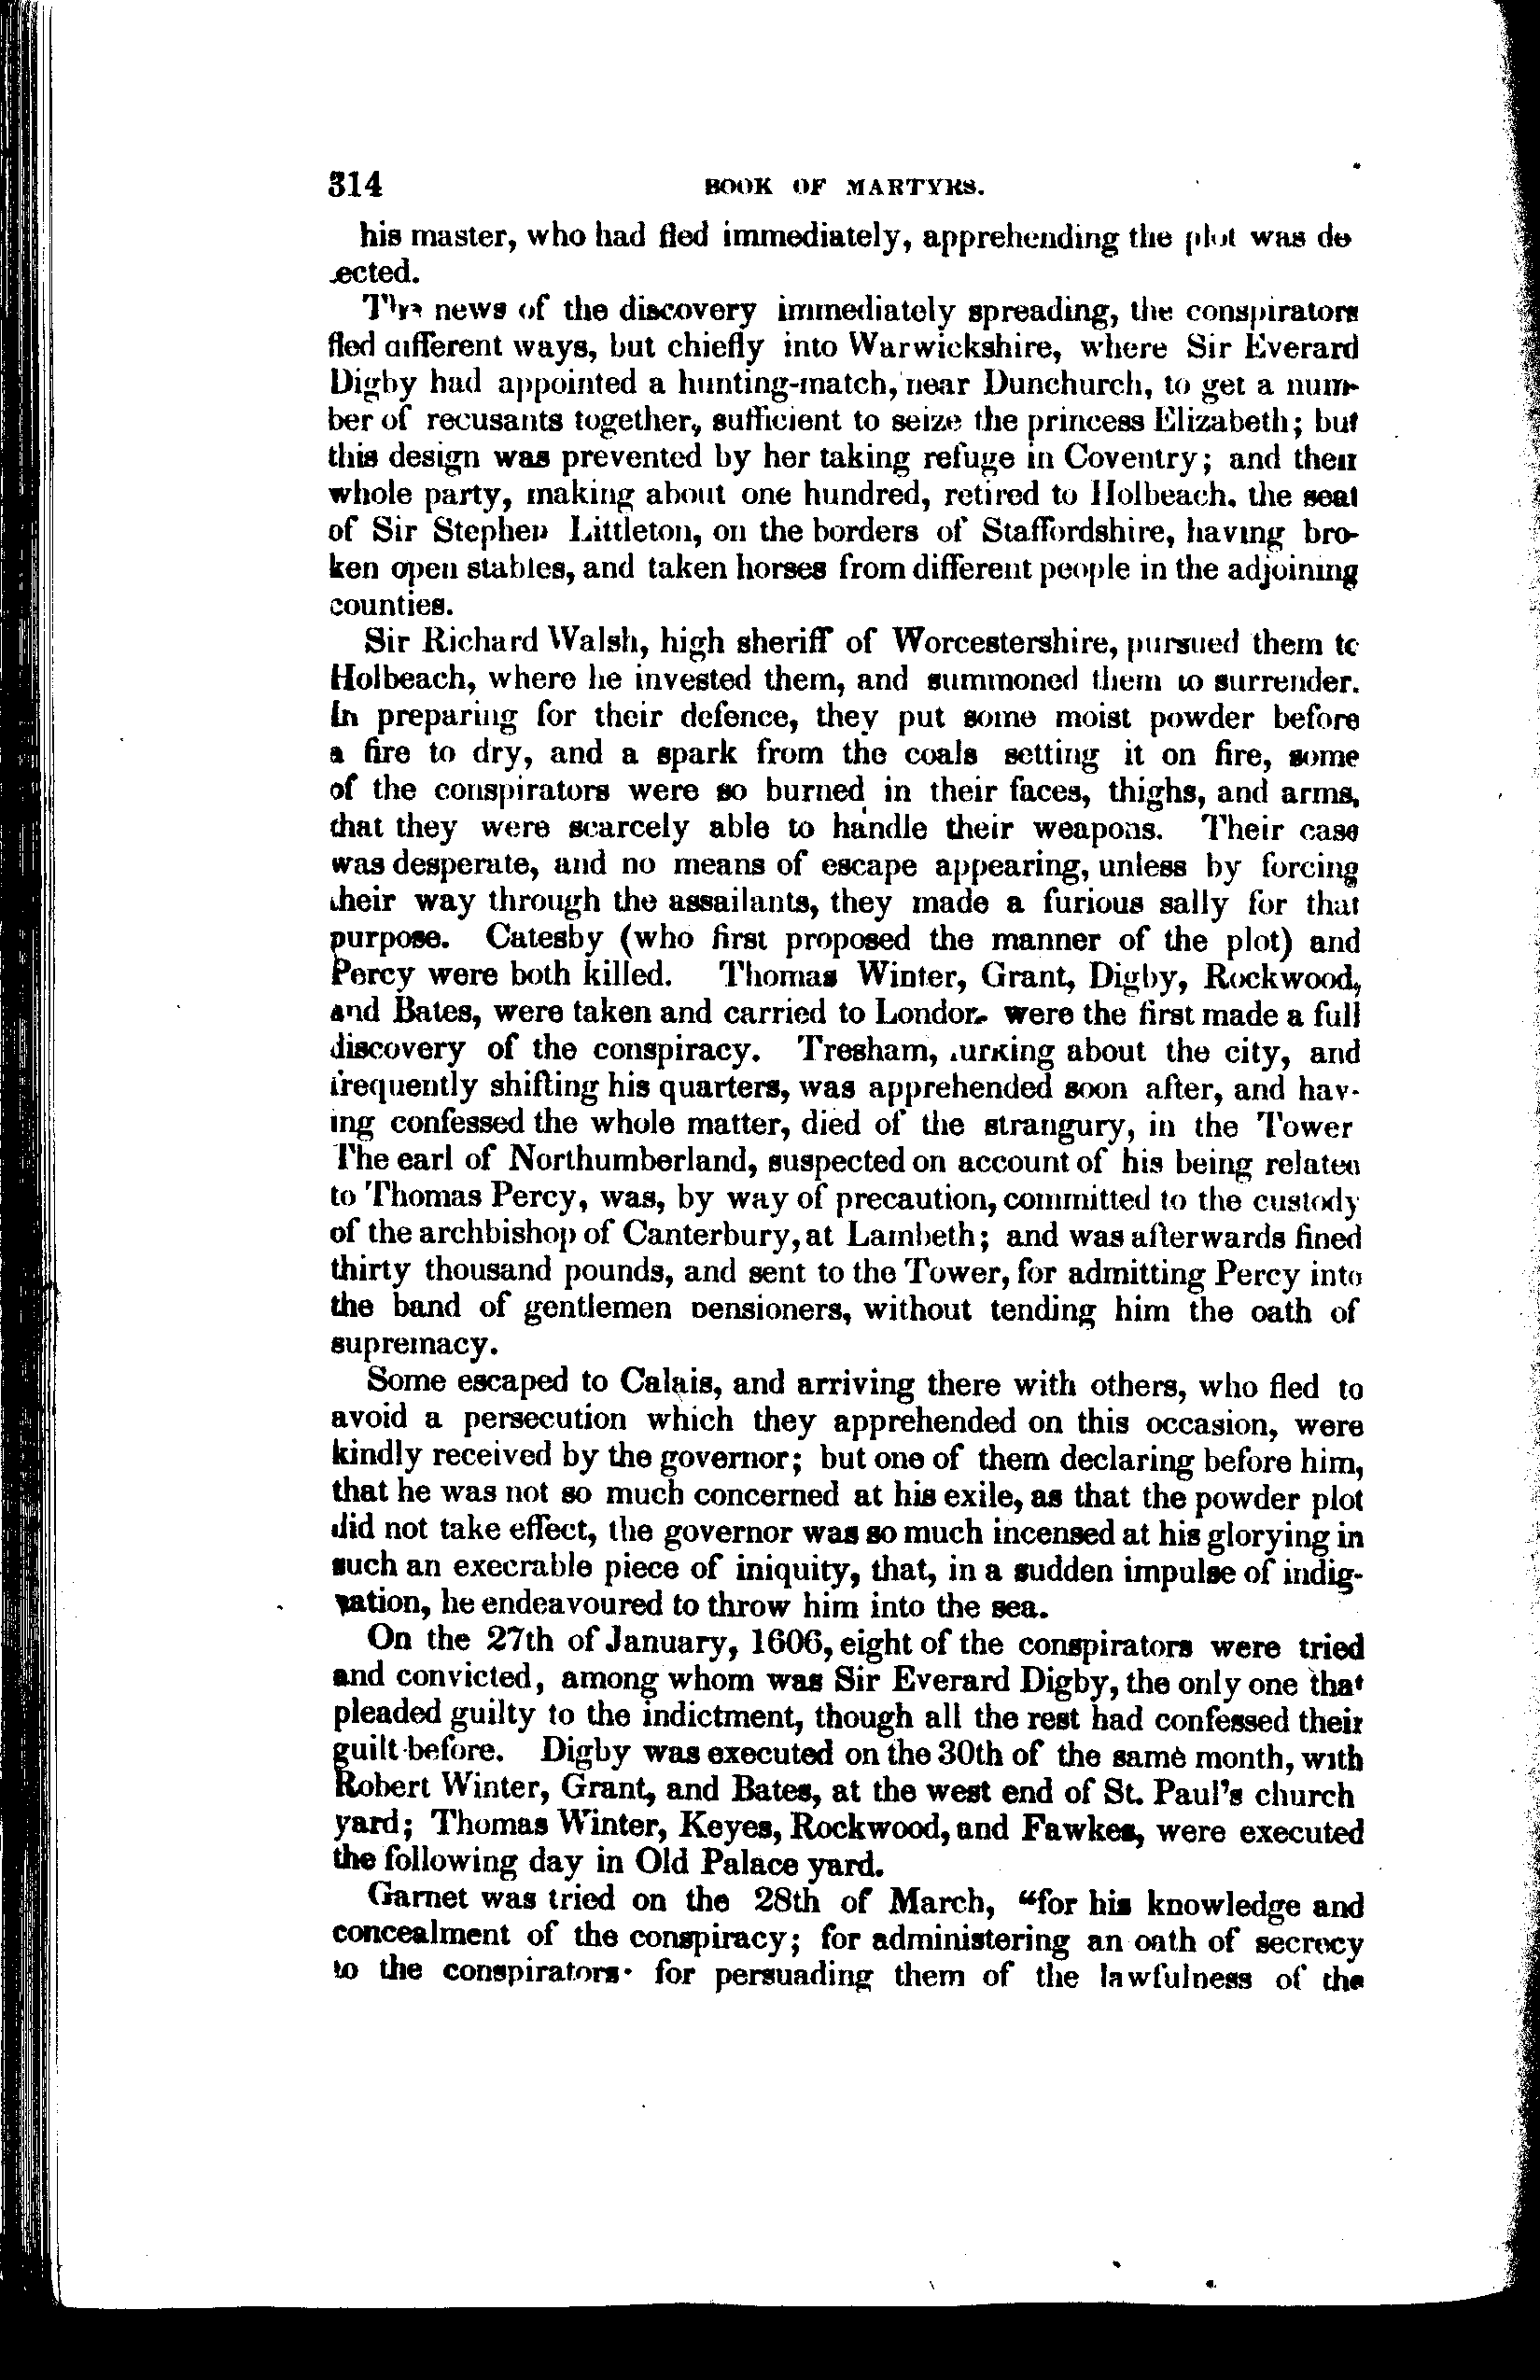 314 BOOK OF MARTYRS.
his master, who had fled immediately, apprehending the plot was de
ected.
The news of the discovery immediately spreading, the conspirators
fled different ways, but chiefly into Warwickshire, where Sir Everard
Digby had appointed a hunting-match, near Dunchurch, to get a num-
ber of recusants together, sufficient to seize the princess Elizabeth; but
this design was prevented by her taking refuge in Coventry; and their
whole party, making about one hundred, retired to Holbeach, the seat
of Sir Stephen Littleton, on the borders of Staffordshire, having bro-
ken open stables, and taken horses from different people in the adjoining
counties.
Sir Richard Walsh, high sheriff of Worcestershire, pursued them to
Holbeach, where he invested them, and summoned them to surrender.
In preparing for their defence, they put some moist powder before
a fire to dry, and a spark from the coals setting it on fire, some
of the conspirators were so burned in their faces, thighs, and arms,
that they were scarcely able to handle their weapons. Their case
was desperate, and no means of escape appearing, unless by forcing
their way through the assailants, they made a furious sally for that
purpose. Catesby (who first proposed the manner of the plot) and
Percy were both killed. Thomas Winter, Grant, Digby, Rockwood,
and Bates, were taken and carried to London, were the first made a full
discovery of the conspiracy. Tresham, lurking about the city, and
frequently shifting his quarters, was apprehended soon after, and hav-
ing confessed the whole matter, died of the strangury, in the Tower
The earl of Northumberland, suspected on account of his being related
to Thomas Percy, was, by way of precaution, committed to the custody
of the archbishop of Canterbury, at Lambeth; and was afterwards fined
thirty thousand pounds, and sent to the Tower, for admitting Percy into
the band of gentlemen pensioners, without tending him the oath of
supremacy.
Some escaped to Calais, and arriving there with others, who fled to
avoid a persecution which they apprehended on this occasion, were
kindly received by the governor; but one of them declaring before him,
that he was not so much concerned at his exile, as that the powder plot
did not take effect, the governor was so much incensed at his glorying in
such an execrable piece of iniquity, that, in a sudden impulse of indig-
nation, he endeavoured to throw him into the sea.
On the 27th of January, 1606, eight of the conspirators were tried
and convicted, among whom was Sir Everard Digby, the only one that
pleaded guilty to the indictment, though all the rest had confessed their
guilt before. Digby was executed on the 30th of the same month, with
Robert Winter, Grant, and Bates, at the west end of St. Paul's church
yard; Thomas Winter, Keyes, Rockwood, and Fawkes, were executed
the following day in Old Palace yard.
Garnet was tried on the 28th of March, "for his knowledge and
concealment of the conspiracy; for administering an oath of secrecy
to the conspirators· for persuading them of the lawfulness of the